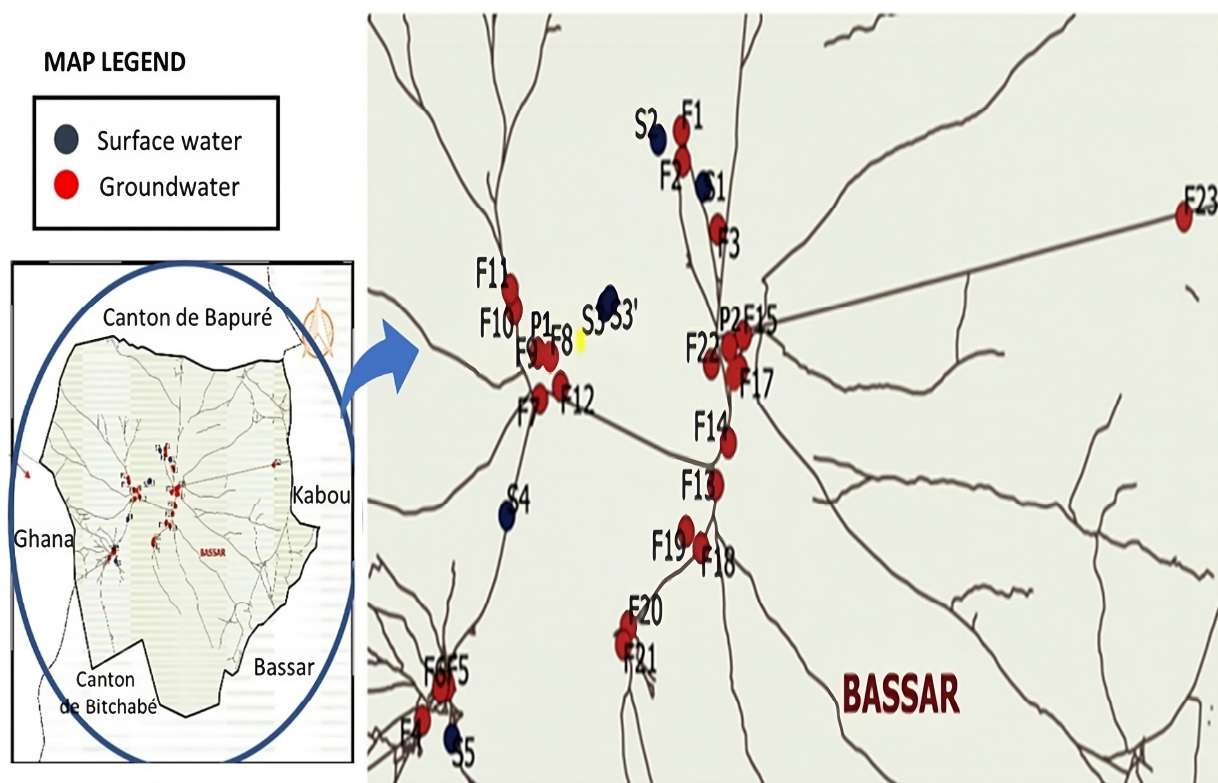 MAP LEGEND
Surface water
Groundwater
Canton de Bapuré
Kabou
Ghana
BASSAR
Bassar
Canton
de Bitchabé
F1
S2
F2
S1
F23
F3
F11
F10
S3
S3'
P1
F9
F8
P2
F15
F22
F17
F12
F7
F14
F13
S4
F19
F18
F20
F21
F6
F5
F4
S5
BASSAR